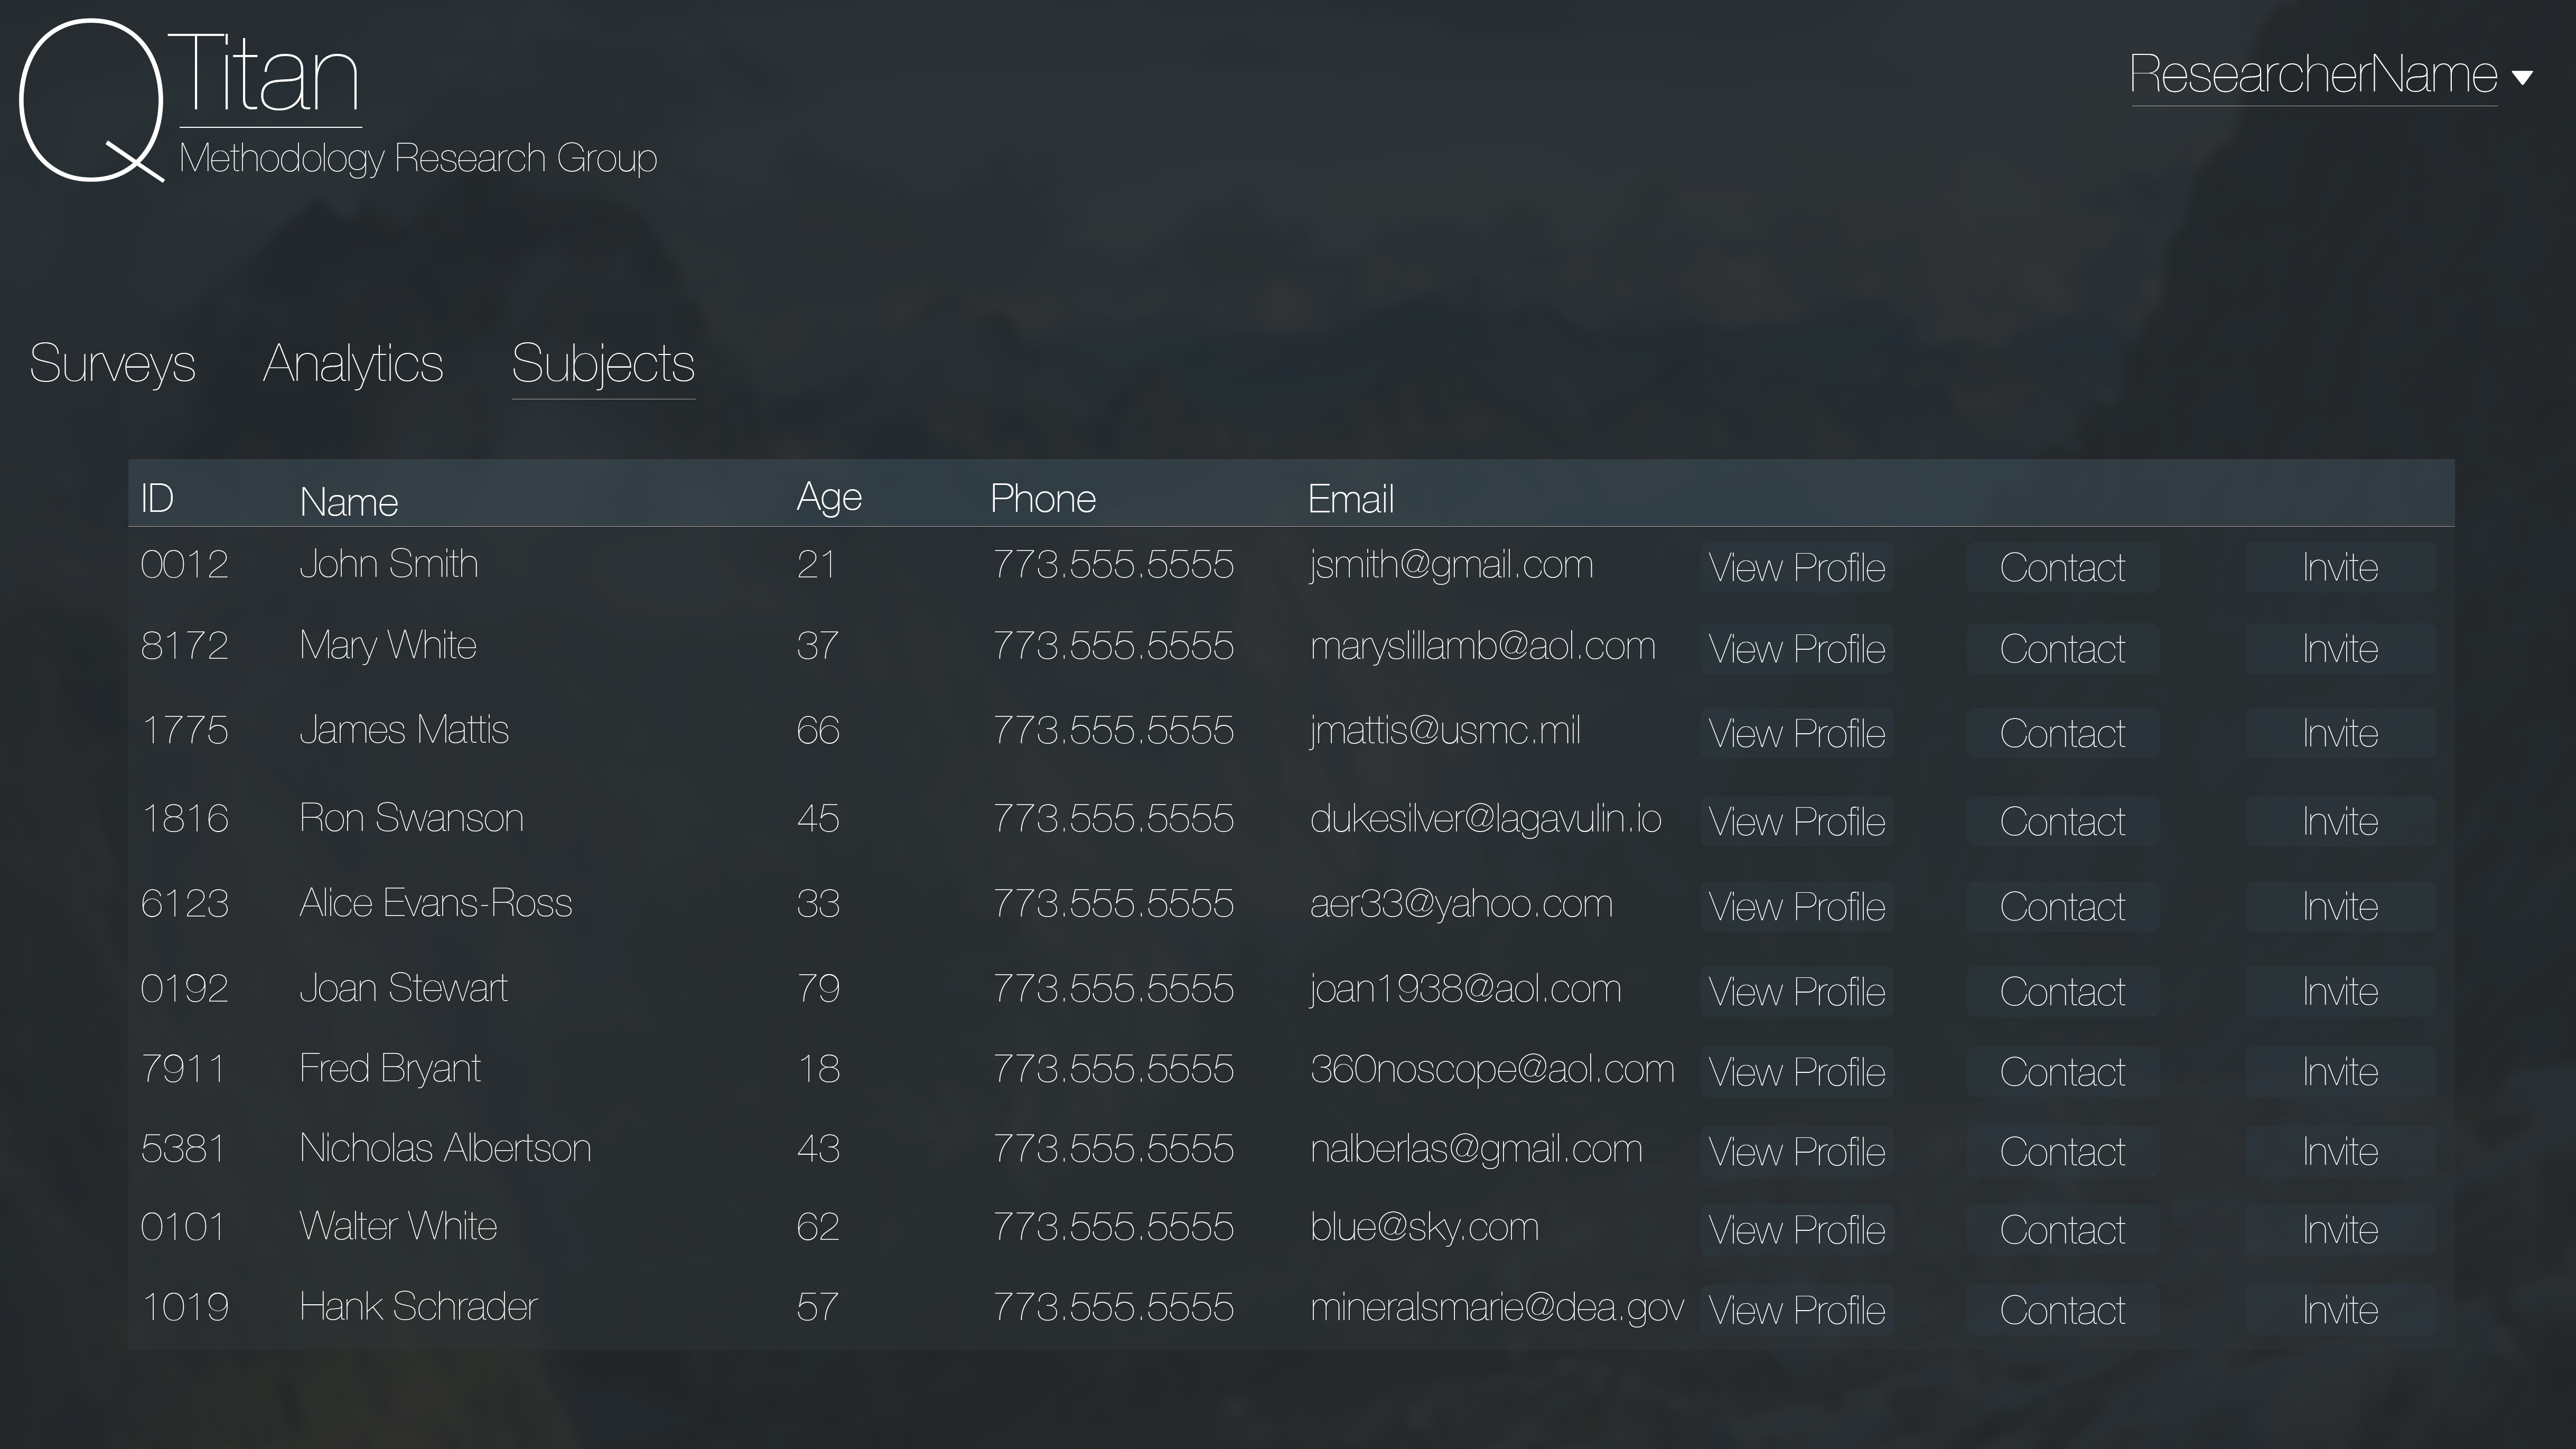 Q Titan
Methodology Research Group
ResearcherName
Surveys Analytics Subjects
ID Name Age Phone Email
0012 John Smith 21 773.555.5555 jsmith@gmail.com View Profile Contact Invite
8172 Mary White 37 773.555.5555 maryslillamb@aol.com View Profile Contact Invite
1775 James Mattis 66 773.555.5555 jmattis@usmc.mil View Profile Contact Invite
1816 Ron Swanson 45 773.555.5555 dukesilver@lagavulin.io View Profile Contact Invite
6123 Alice Evans-Ross 33 773.555.5555 aer33@yahoo.com View Profile Contact Invite
0192 Joan Stewart 79 773.555.5555 joan1938@aol.com View Profile Contact Invite
7911 Fred Bryant 18 773.555.5555 360noscope@aol.com View Profile Contact Invite
5381 Nicholas Albertson 43 773.555.5555 nalberlas@gmail.com View Profile Contact Invite
0101 Walter White 62 773.555.5555 blue@sky.com View Profile Contact Invite
1019 Hank Schrader 57 773.555.5555 mineralsmarie@dea.gov View Profile Contact Invite